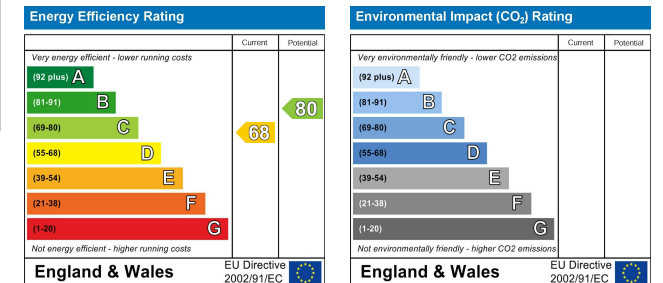 Energy Efficiency Rating
Current Potential
Very energy efficient - lower running costs
(92 plus) A
(81-91) B
(69-80) C
(55-68) D
(39-54) E
(21-38) F
(1-20) G
68
80
Not energy efficient - higher running costs
England & Wales
EU Directive
2002/91/EC
Environmental Impact (CO₂) Rating
Current Potential
Very environmentally friendly - lower CO2 emissions
(92 plus) A
(81-91) B
(69-80) C
(55-68) D
(39-54) E
(21-38) F
(1-20) G
Not environmentally friendly - higher CO2 emissions
England & Wales
EU Directive
2002/91/EC